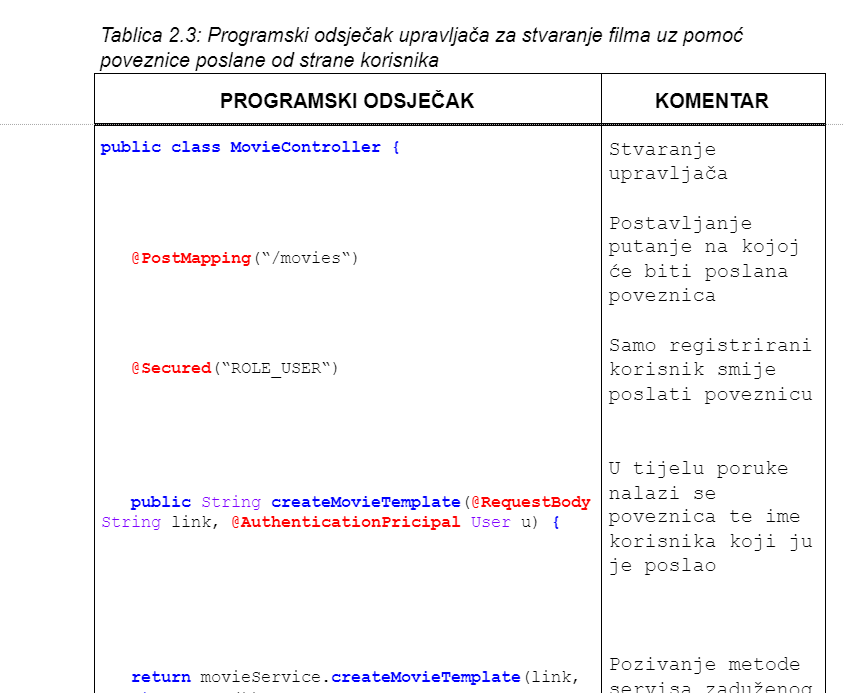 Tablica 2.3: Programski odsječak upravljača za stvaranje filma uz pomoć
poveznice poslane od strane korisnika
PROGRAMSKI ODSJEČAK
KOMENTAR
public class MovieController {
Stvaranje
upravljača
@PostMapping(“/movies“)
Postavljanje
putanje na kojoj
će biti poslana
poveznica
@Secured(“ROLE_USER“)
Samo registrirani
korisnik smije
poslati poveznicu
public String createMovieTemplate(@RequestBody
String link, @AuthenticationPricipal User u) {
U tijelu poruke
nalazi se
poveznica te ime
korisnika koji ju
je poslao
return movieService.createMovieTemplate(link,
Pozivanje metode
servisa zaduženog